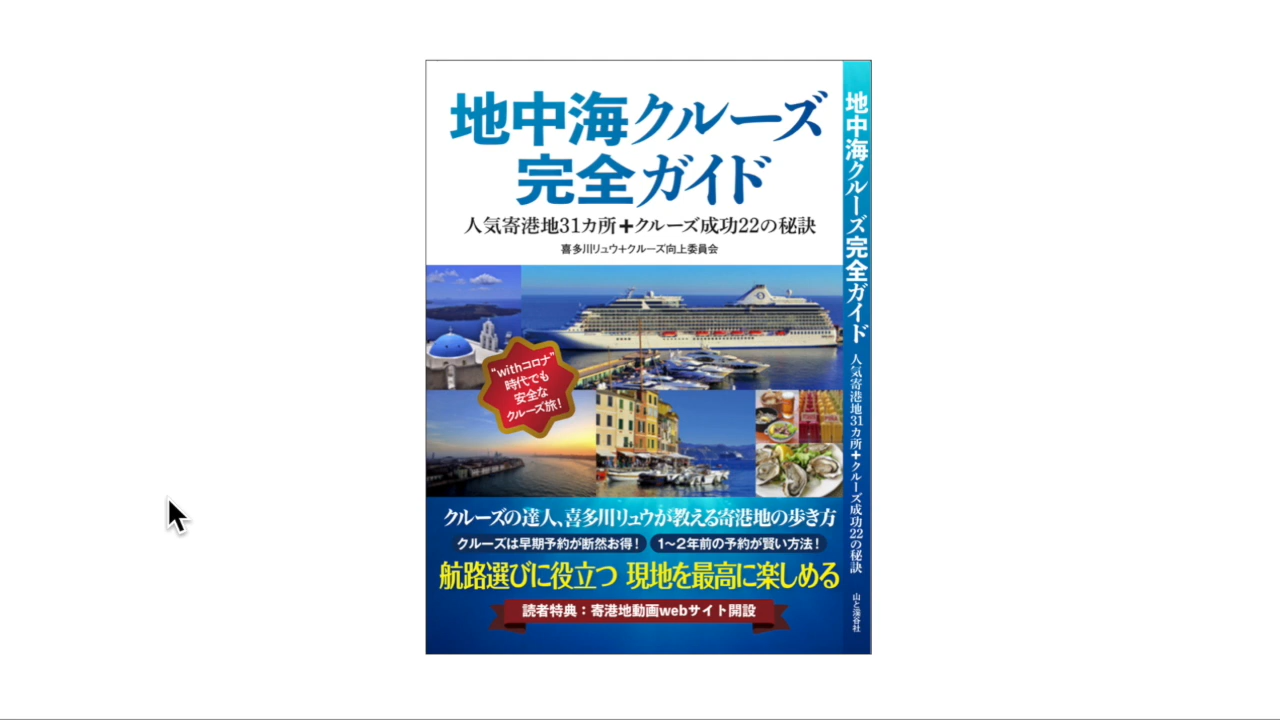 地中海クルーズ
完全ガイド
人気寄港地31カ所+クルーズ成功22の秘訣
喜多川リュウ+クルーズ向上委員会
“withコロナ”
時代でも
安全な
クルーズ旅!
クルーズの達人、喜多川リュウが教える寄港地の歩き方
クルーズは早期予約が断然お得! 1~2年前の予約が賢い方法!
航路選びに役立つ 現地を最高に楽しめる
読者特典:寄港地動画webサイト開設
地中海クルーズ完全ガイド 人気寄港地31カ所+クルーズ成功22の秘訣 山と溪谷社